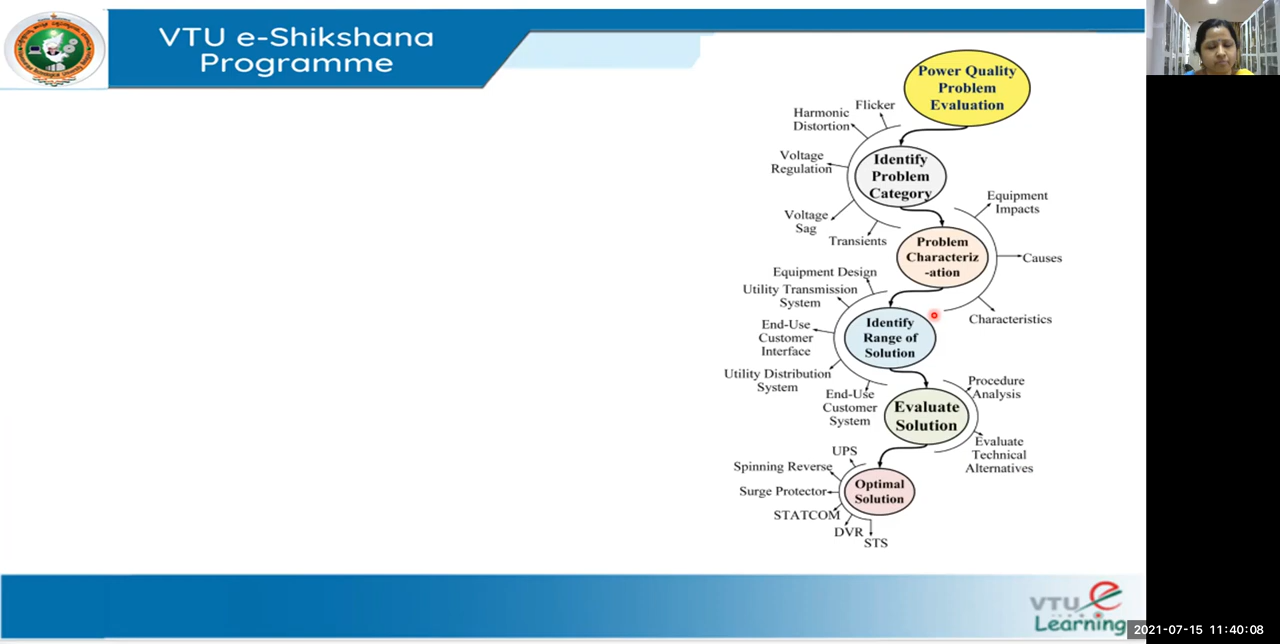 VTU e-Shikshana
Programme
Power Quality
Problem
Evaluation
Flicker
Harmonic
Distortion
Voltage
Regulation
Voltage
Sag
Transients
Identify
Problem
Category
Equipment
Impacts
Causes
Characteristics
Problem
Characteriz
-ation
Equipment Design
Utility Transmission
System
End-Use
Customer
Interface
Utility Distribution
System
End-Use
Customer
System
Identify
Range of
Solution
Procedure
Analysis
Evaluate
Technical
Alternatives
Evaluate
Solution
UPS
Spinning Reverse
Surge Protector
STATCOM
DVR
STS
Optimal
Solution
VTU e
Learning
2021-07-15 11:40:08